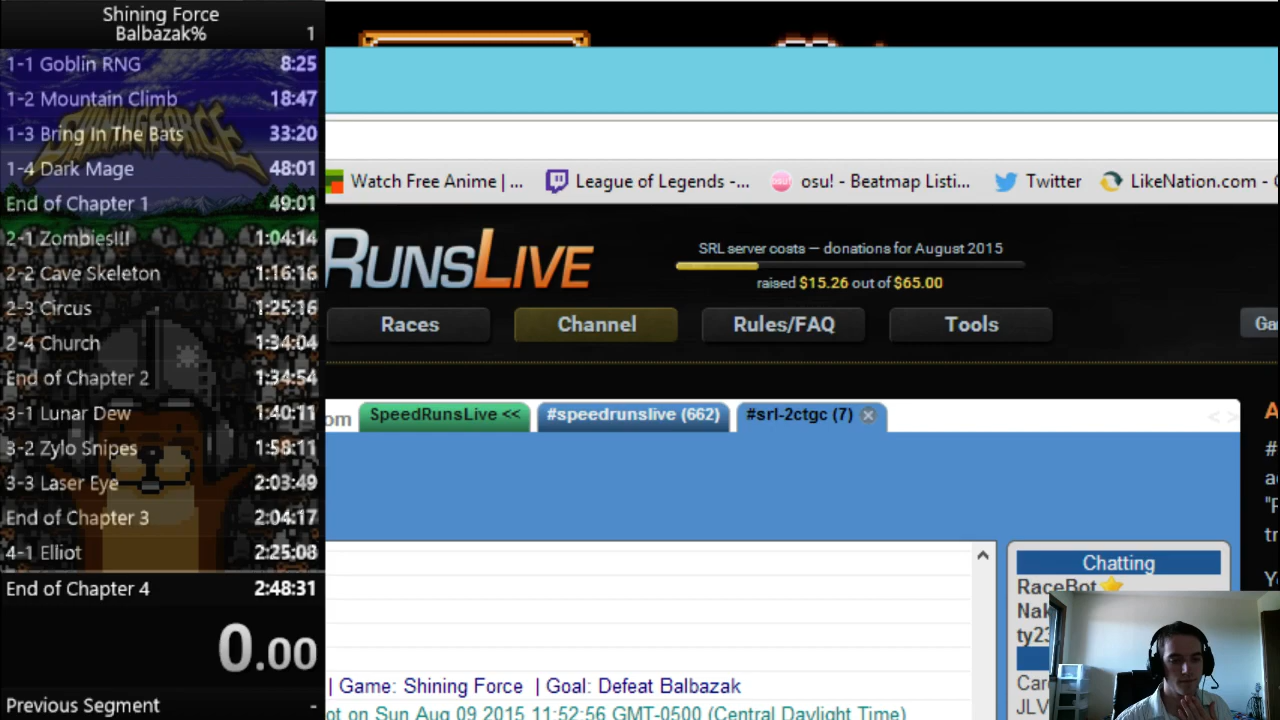 Shining Force
Balbazak% 1
1-1 Goblin RNG 8:25
1-2 Mountain Climb 18:47
1-3 Bring In The Bats 33:20
1-4 Dark Mage 48:01
End of Chapter 1 49:01
2-1 Zombies!!! 1:04:14
2-2 Cave Skeleton 1:16:16
2-3 Circus 1:25:16
2-4 Church 1:34:04
End of Chapter 2 1:34:54
3-1 Lunar Dew 1:40:11
3-2 Zylo Snipes 1:58:11
3-3 Laser Eye 2:03:49
End of Chapter 3 2:04:17
4-1 Elliot 2:25:08
End of Chapter 4 2:48:31
0.00
Previous Segment -
SHINING FORCE
Watch Free Anime | ... League of Legends -... osu! - Beatmap Listi... Twitter LikeNation.com -
RUNSLIVE
SRL server costs — donations for August 2015
raised $15.26 out of $65.00
Races Channel Rules/FAQ Tools Ga
om SpeedRunsLive << #speedrunslive (662) #srl-2ctgc (7)
Chatting
RaceBot
Nak
ty23
Card
JLV
| Game: Shining Force | Goal: Defeat Balbazak
ot on Sun Aug 09 2015 11:52:56 GMT-0500 (Central Daylight Time)